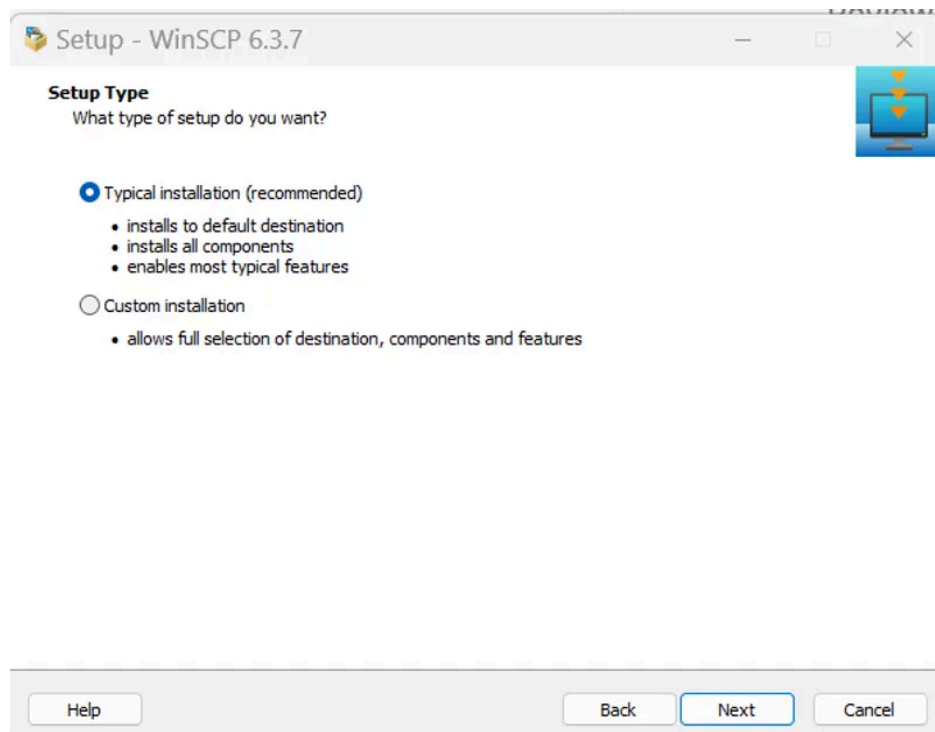 Setup - WinSCP 6.3.7
Setup Type
What type of setup do you want?
Typical installation (recommended)
• installs to default destination
• installs all components
• enables most typical features
Custom installation
• allows full selection of destination, components and features
Help
Back
Next
Cancel